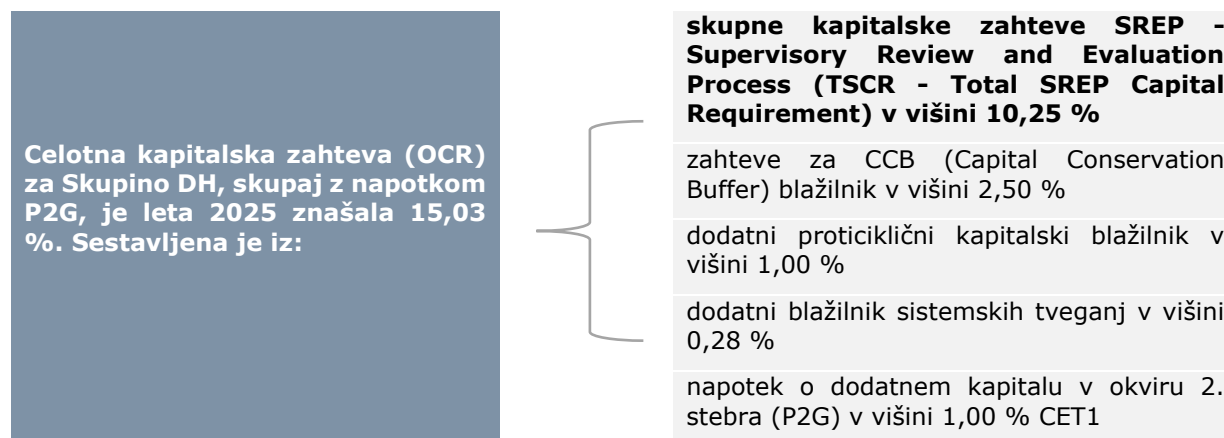 Celotna kapitalska zahteva (OCR)
za Skupino DH, skupaj z napotkom
P2G, je leta 2025 znašala 15,03
%. Sestavljena je iz:
skupne kapitalske zahteve SREP -
Supervisory Review and Evaluation
Process (TSCR - Total SREP Capital
Requirement) v višini 10,25 %
zahteve za CCB (Capital Conservation
Buffer) blažilnik v višini 2,50 %
dodatni proticiklični kapitalski blažilnik v
višini 1,00 %
dodatni blažilnik sistemskih tveganj v višini
0,28 %
napotek o dodatnem kapitalu v okviru 2.
stebra (P2G) v višini 1,00 % CET1